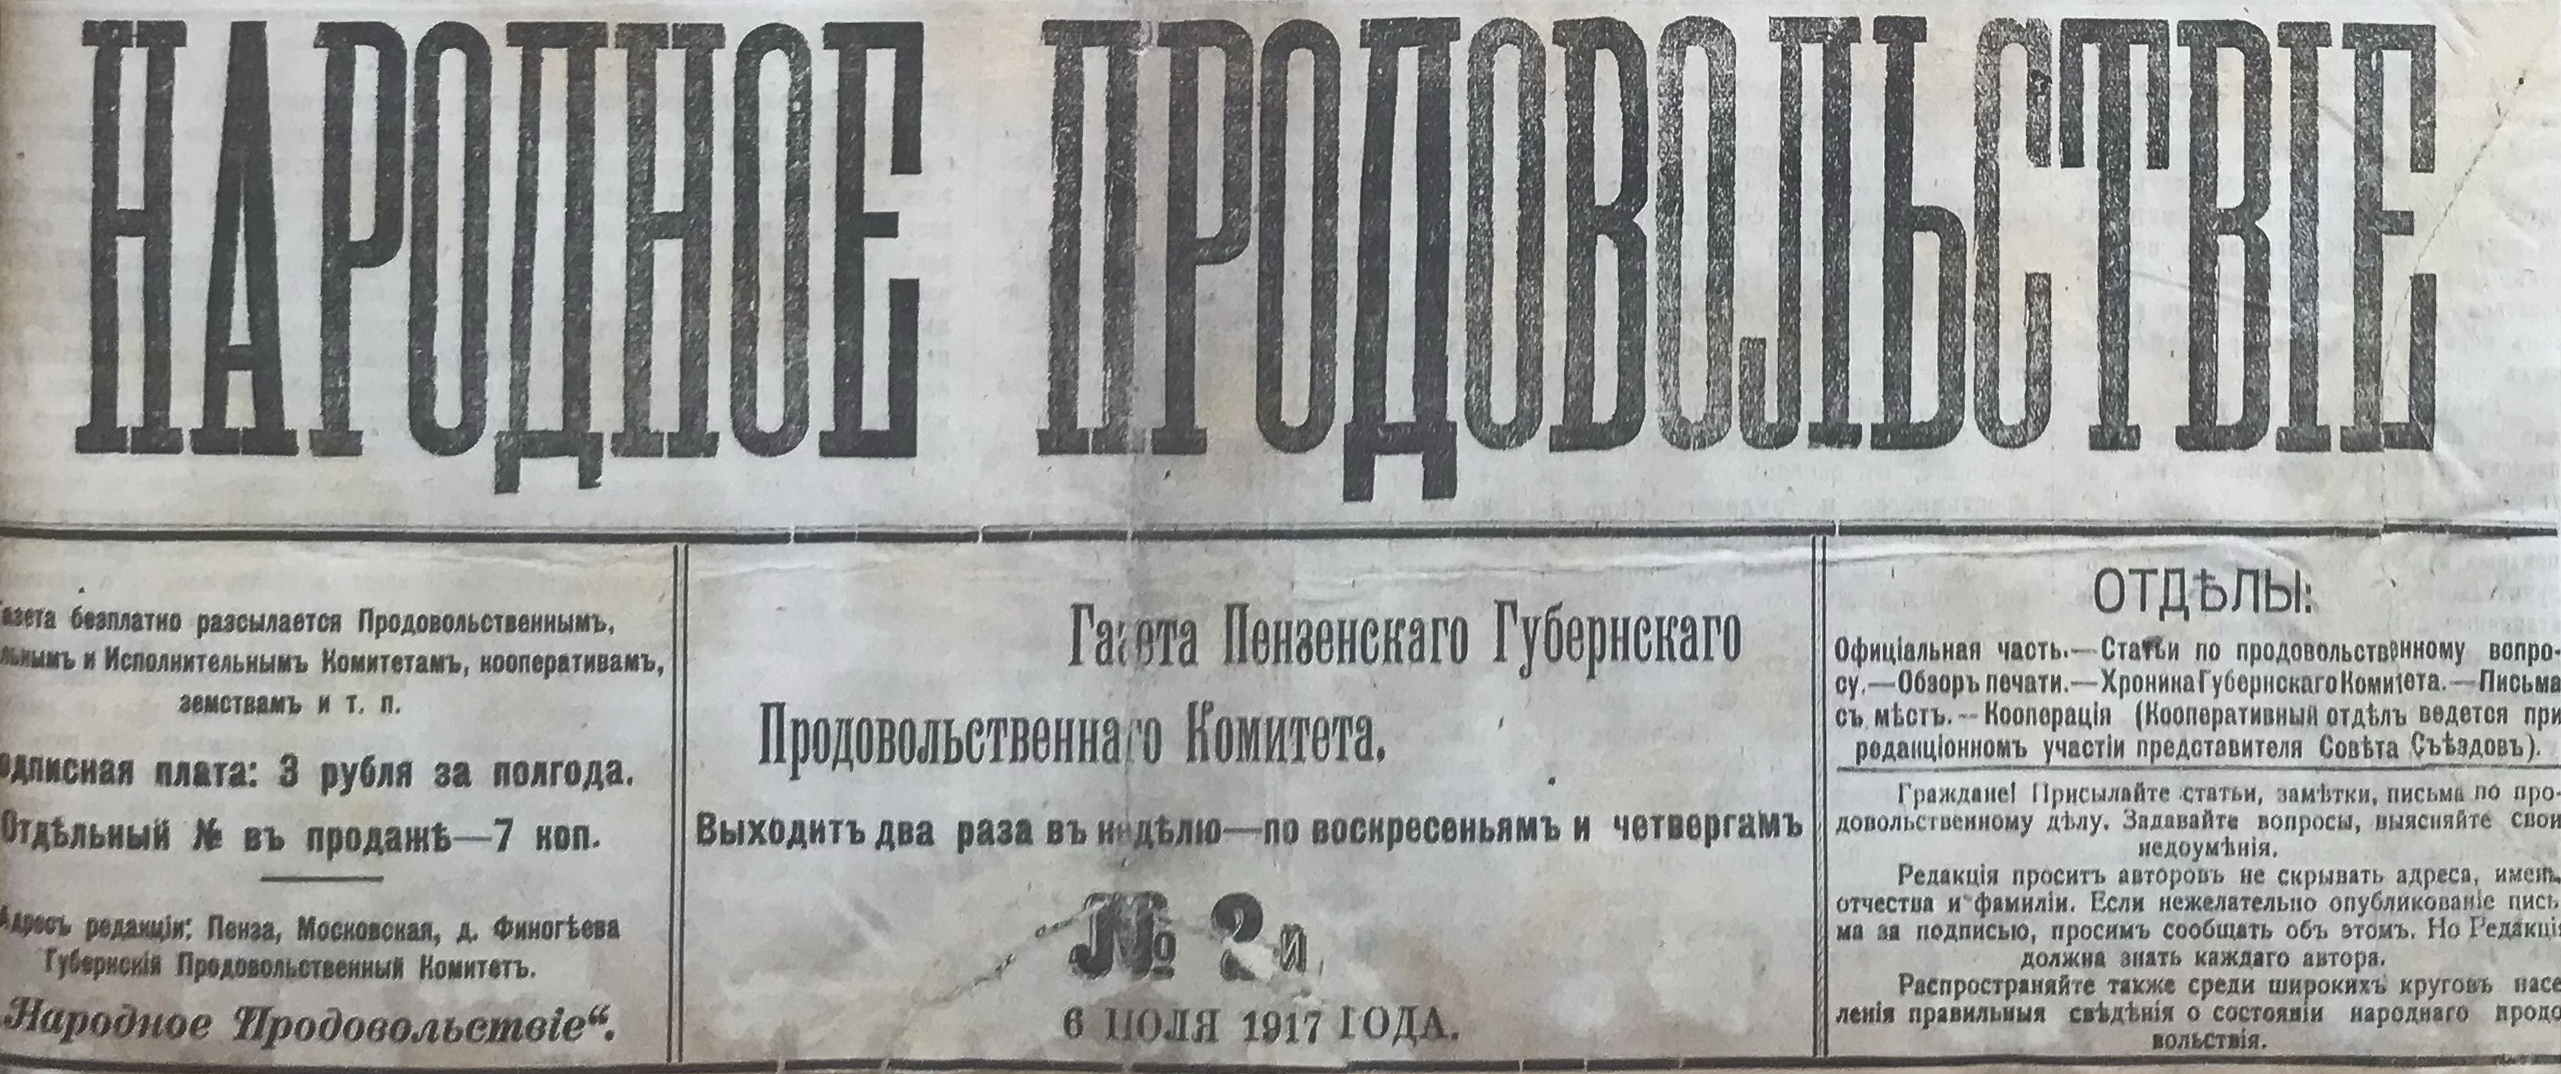 НАРОДНОЕ ПРОДОВОЛЬСТВІЕ
азета безплатно разсылается Продовольственнымъ,
льнымъ и Исполнительнымъ Комитетамъ, кооперативамъ,
земствамъ и т. п.
одписная плата: 3 рубля за полгода.
Отдѣльный № въ продажѣ—7 коп.
Адресъ редакціи: Пенза, Московская, д. Финогѣева
Губернскій Продовольственный Комитетъ.
„Народное Продовольствіе“.
Газета Пензенскаго Губернскаго
Продовольственнаго Комитета.
Выходитъ два раза въ недѣлю—по воскресеньямъ и четвергамъ
№ 2й
6 ІЮЛЯ 1917 ГОДА.
ОТДѢЛЫ:
Офиціальная часть.—Статьи по продовольственному вопро-
су.—Обзоръ печати.—Хроника Губернскаго Комитета.—Письма
съ мѣстъ.—Кооперація (Кооперативный отдѣлъ ведется при
редакціонномъ участіи представителя Совѣта Съѣздовъ).
Граждане! Присылайте статьи, замѣтки, письма по про-
довольственному дѣлу. Задавайте вопросы, выясняйте свои
недоумѣнія.
Редакція проситъ авторовъ не скрывать адреса, имени,
отчества и фамиліи. Если нежелательно опубликованіе пись
ма за подписью, просимъ сообщать объ этомъ. Но Редакція
должна знать каждаго автора.
Распространяйте также среди широкихъ круговъ насе
ленія правильныя свѣдѣнія о состояніи народнаго продо
вольствія.